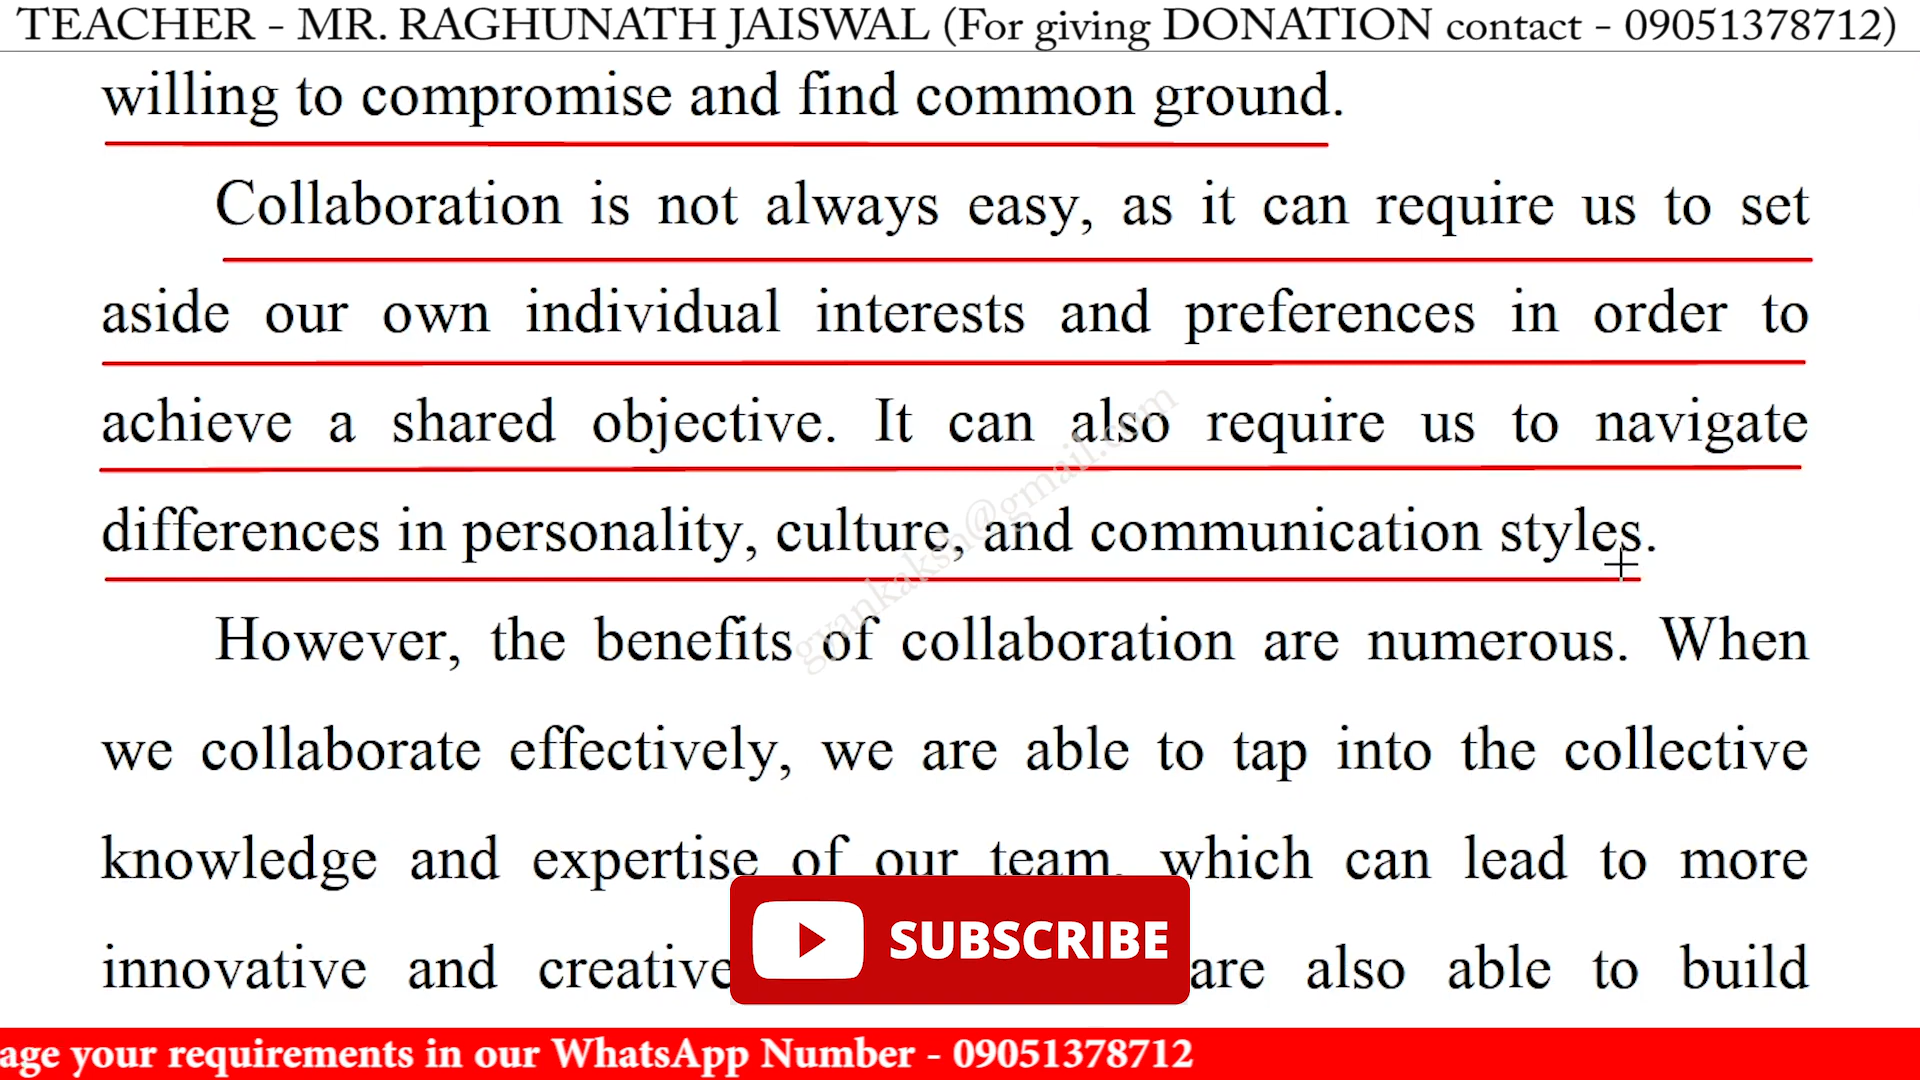 TEACHER - MR. RAGHUNATH JAISWAL (For giving DONATION contact - 09051378712)
willing to compromise and find common ground.
Collaboration is not always easy, as it can require us to set
aside our own individual interests and preferences in order to
achieve a shared objective. It can also require us to navigate
differences in personality, culture, and communication styles.
gyankaksh@gmail.com
However, the benefits of collaboration are numerous. When
we collaborate effectively, we are able to tap into the collective
knowledge and expertise of our team, which can lead to more
innovative and creative are also able to build
SUBSCRIBE
age your requirements in our WhatsApp Number - 09051378712